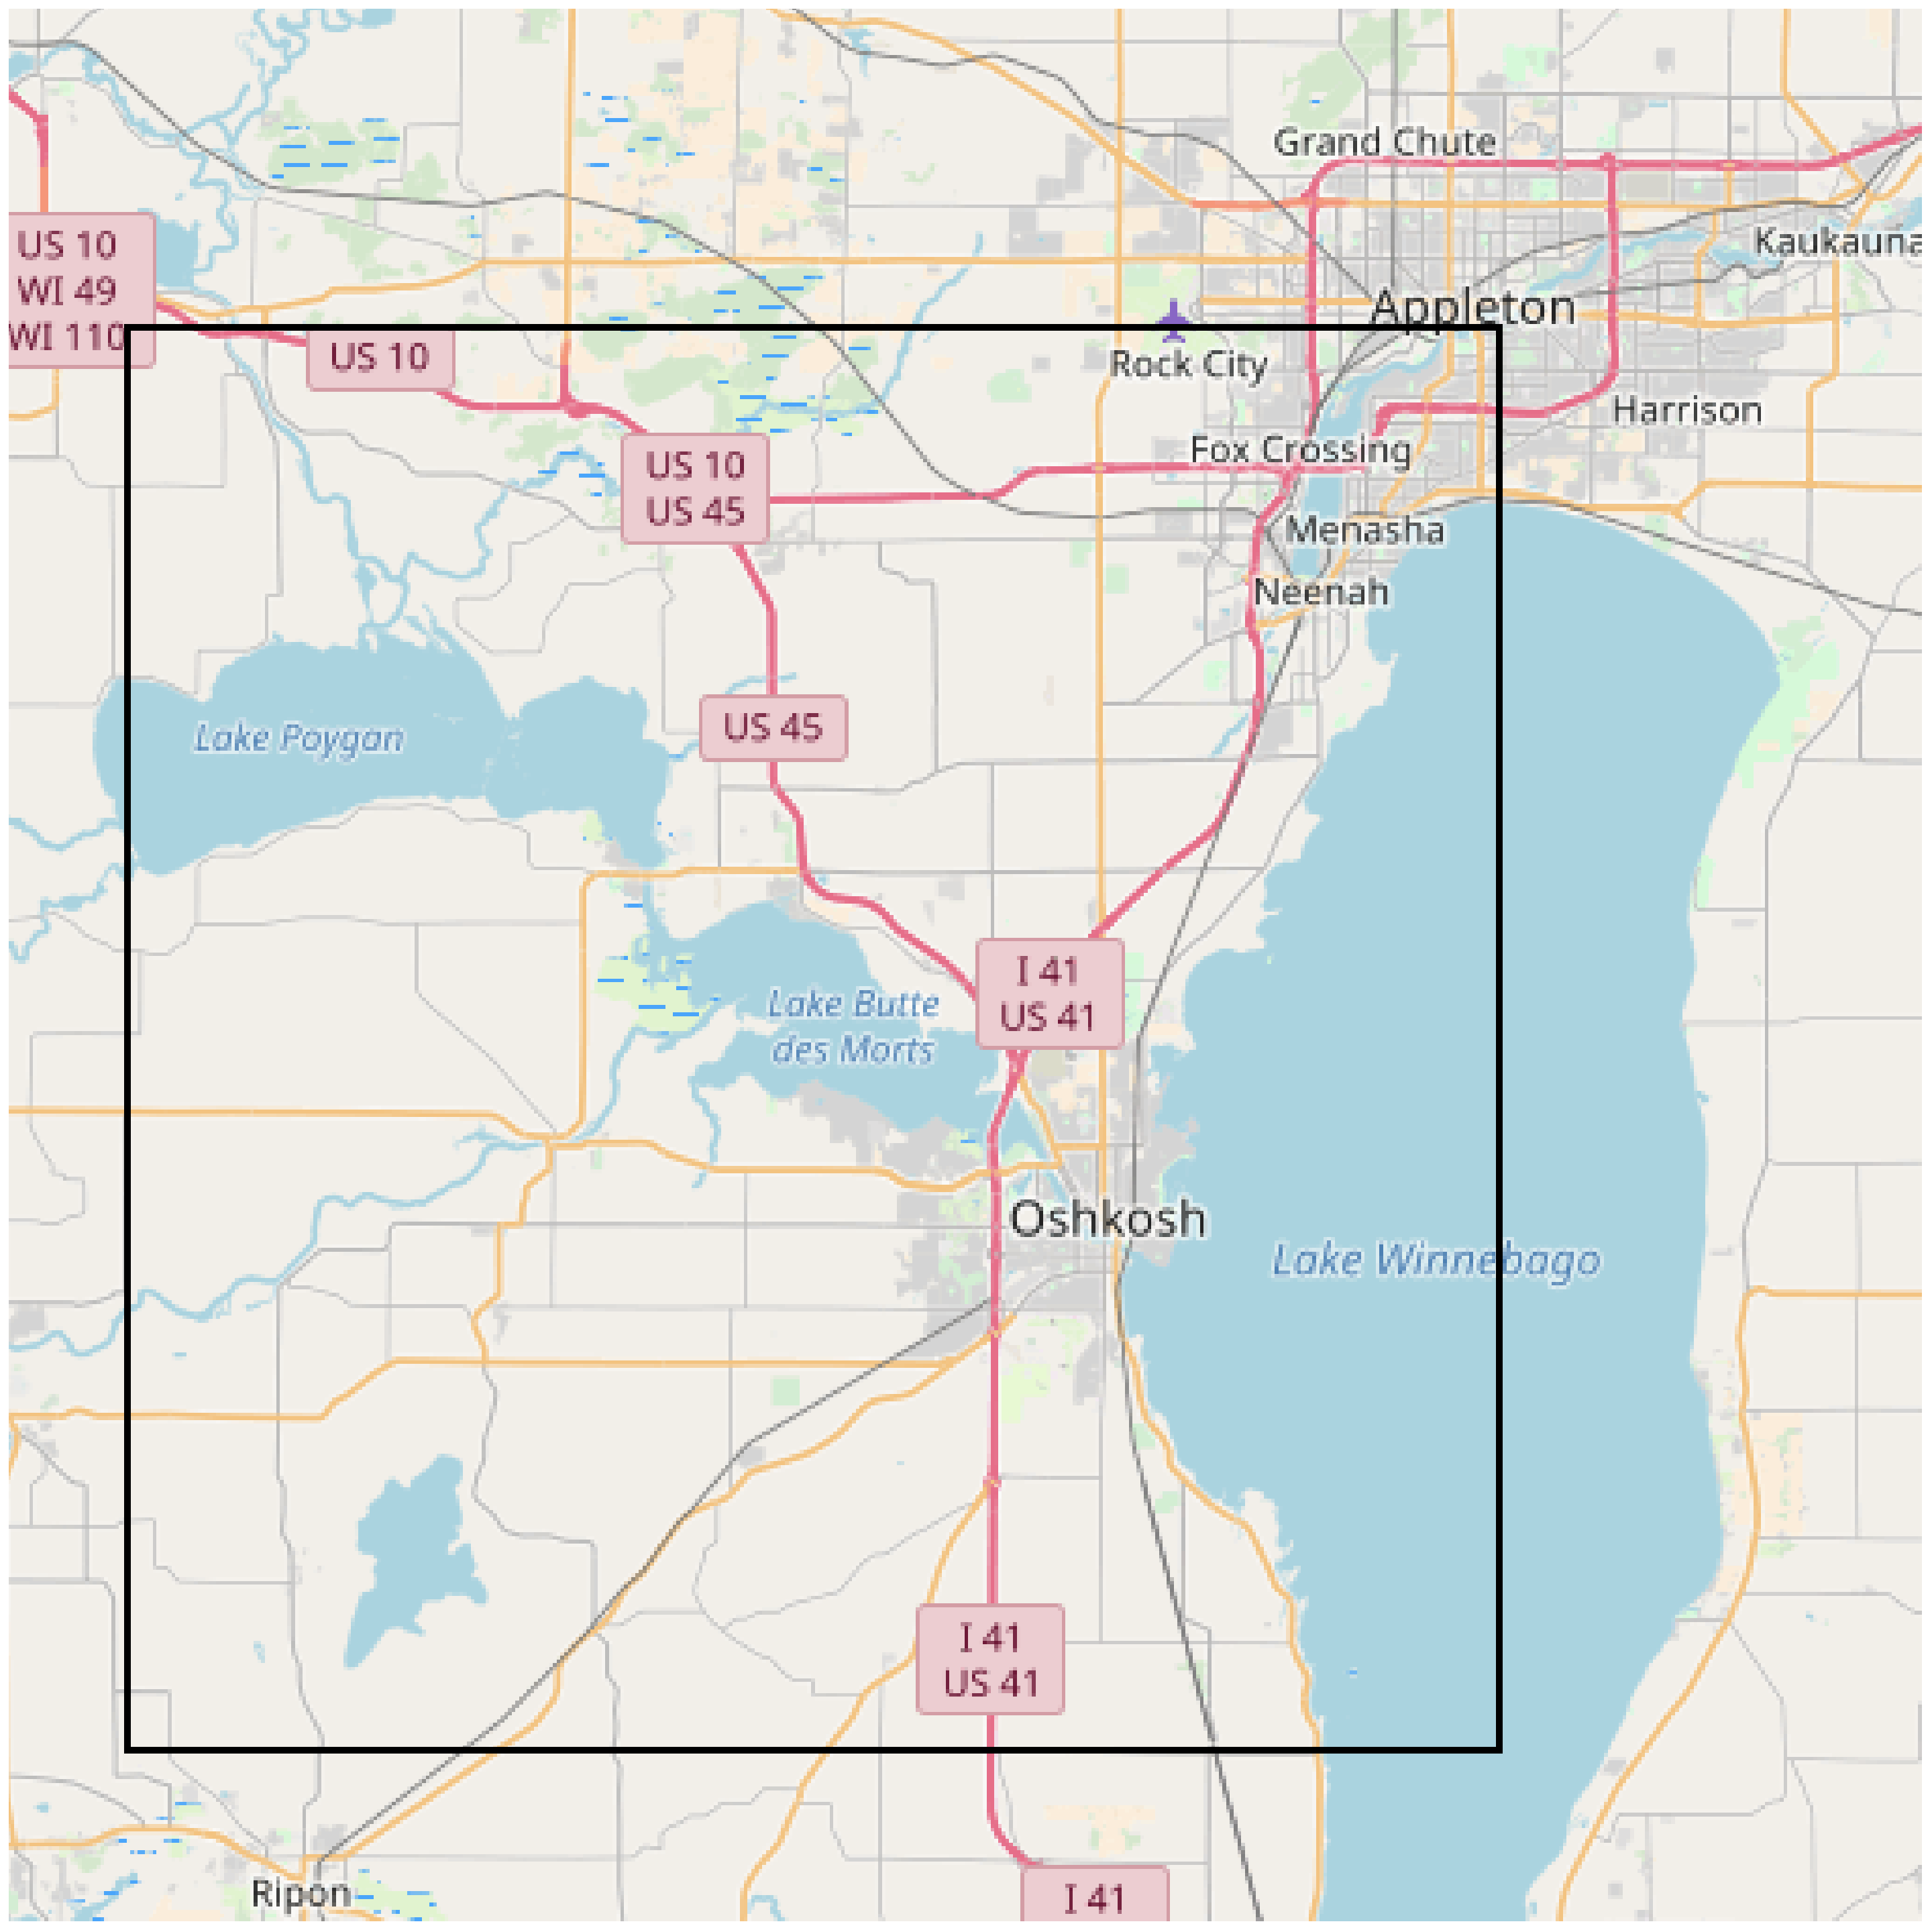 Grand Chute
Kaukauna
US 10
WI 49
WI 110
Appleton
US 10
Rock City
Harrison
Fox Crossing
US 10
US 45
Menasha
Neenah
US 45
Lake Poygan
I 41
US 41
Lake Butte
des Morts
Oshkosh
Lake Winnebago
I 41
US 41
Ripon
I 41